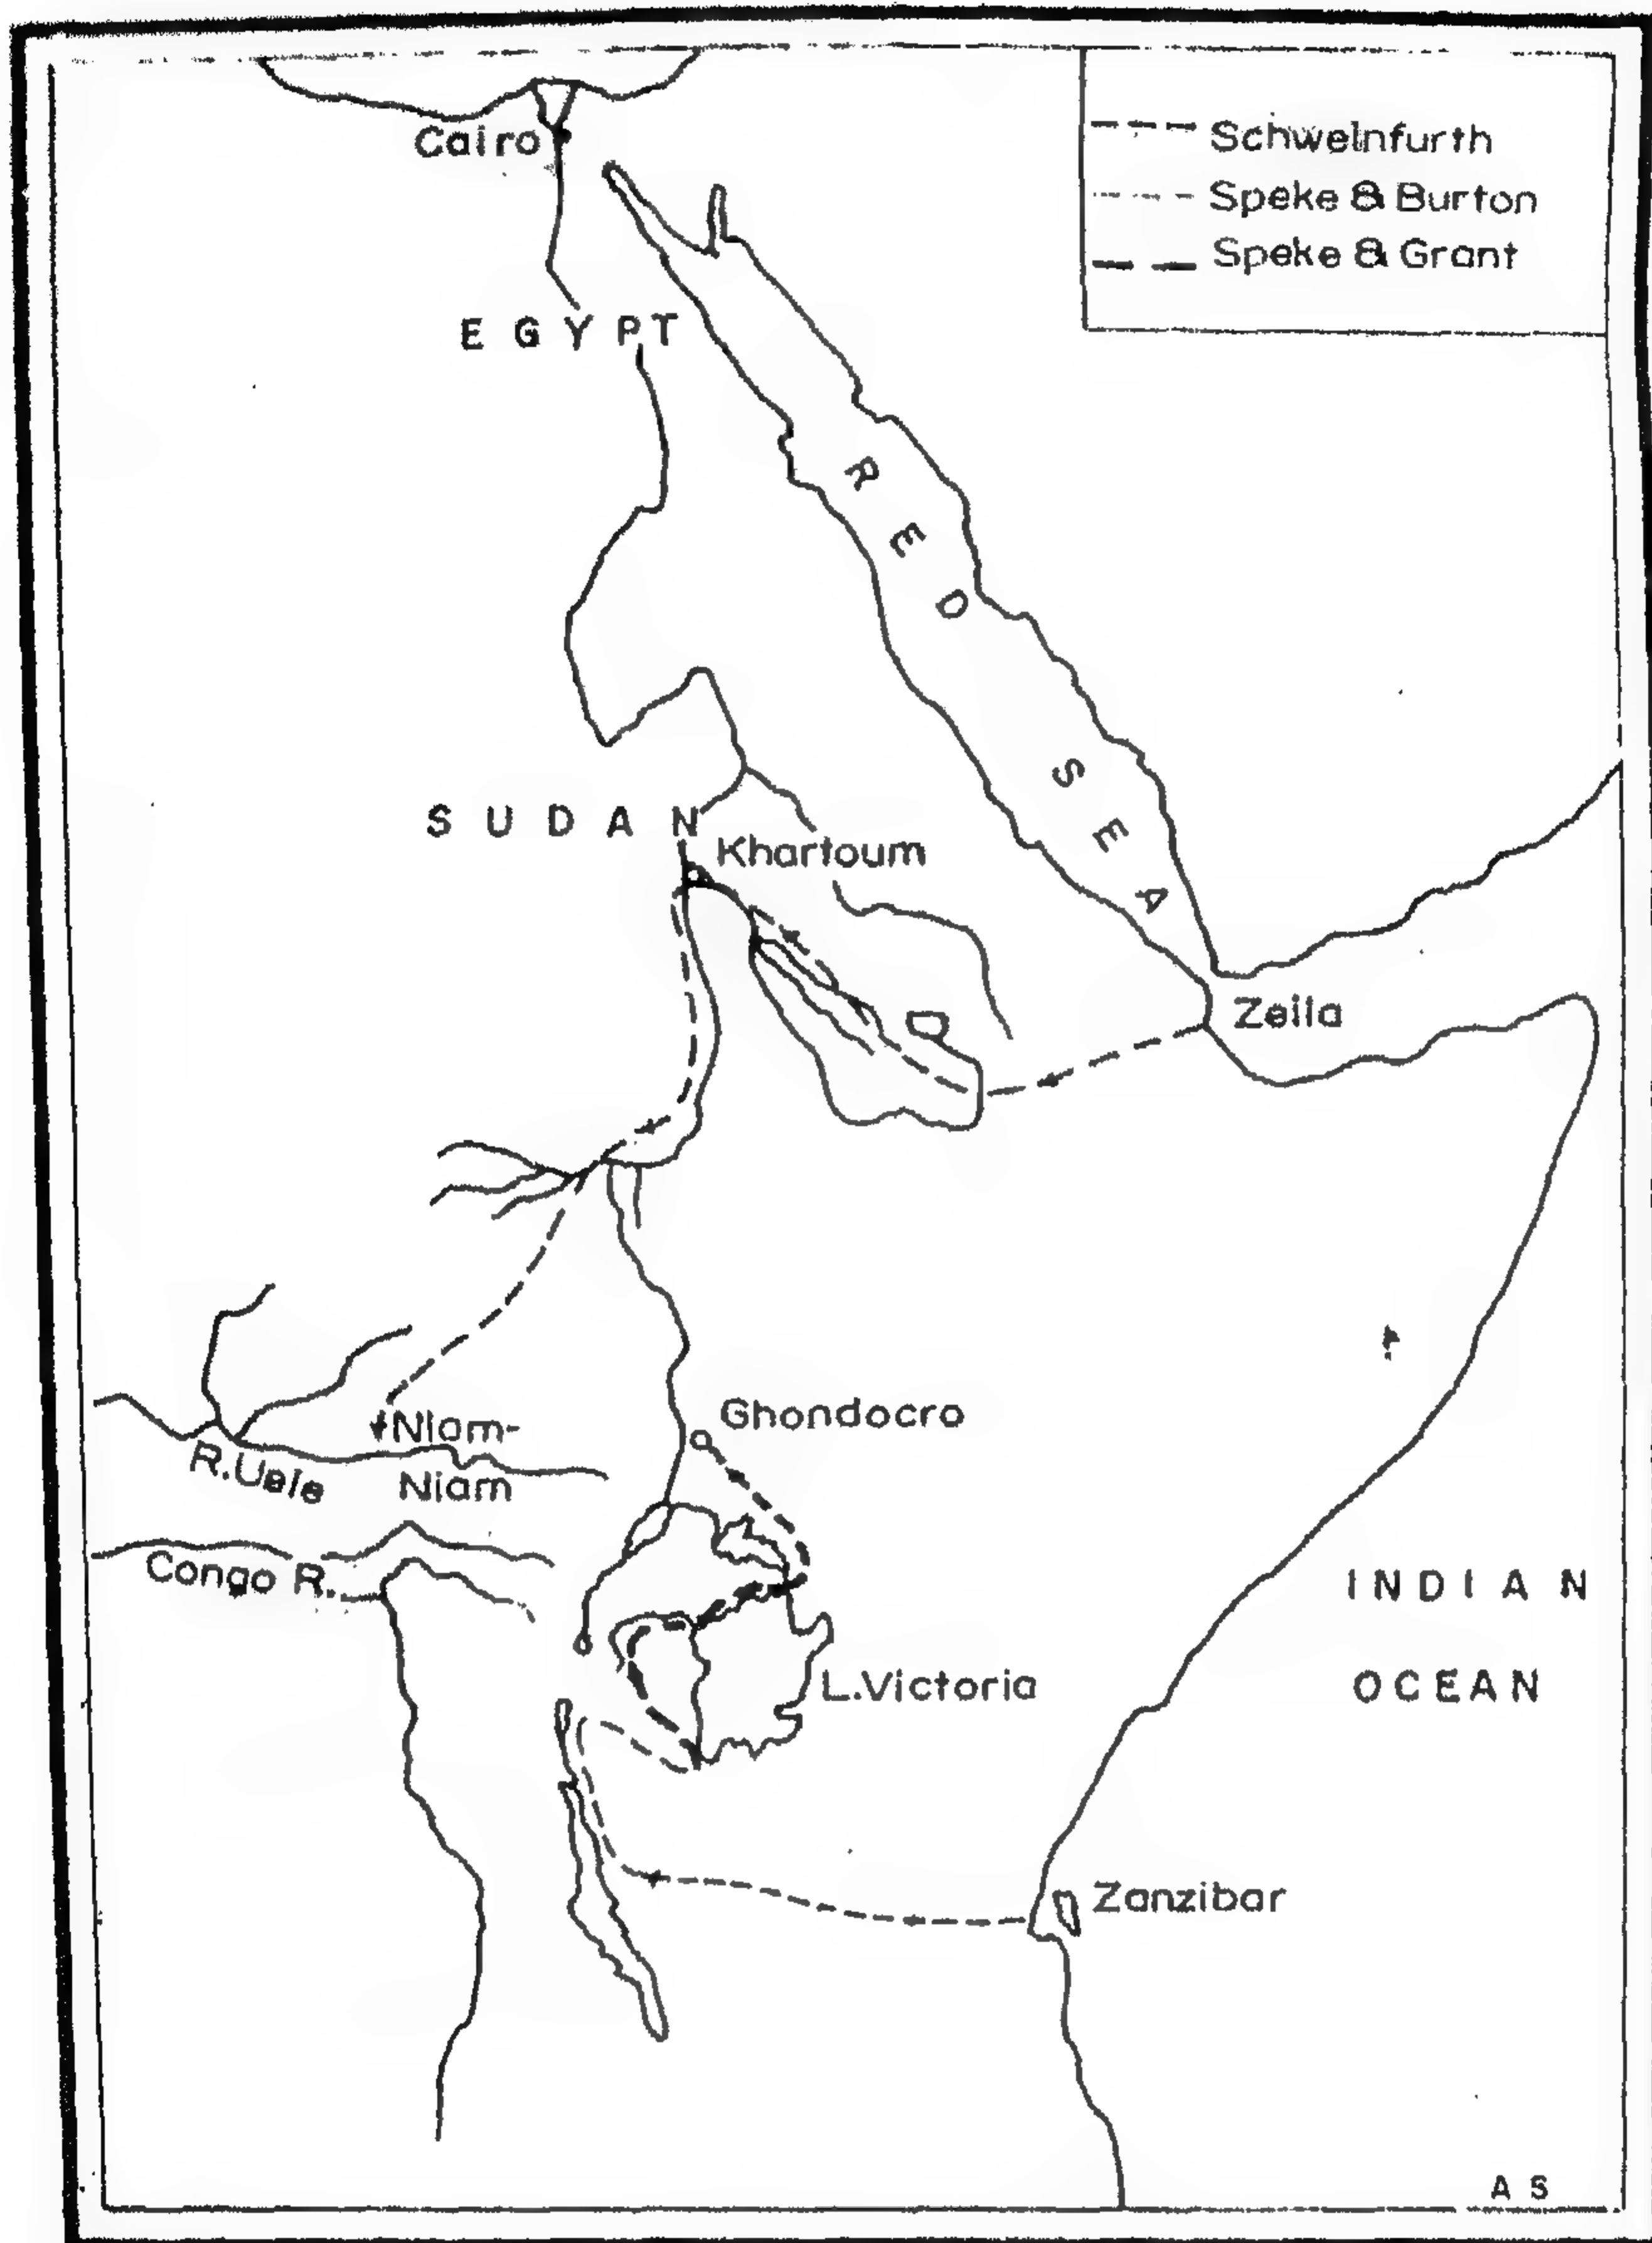 Cairo
Schweinfurth
Speke & Burton
Speke & Grant
EGYPT
RED SEA
SUDAN
Khartoum
Zeila
Ghondocro
Niam-
Niam
R.Uele
Congo R.
INDIAN
OCEAN
L.Victoria
Zanzibar
A S